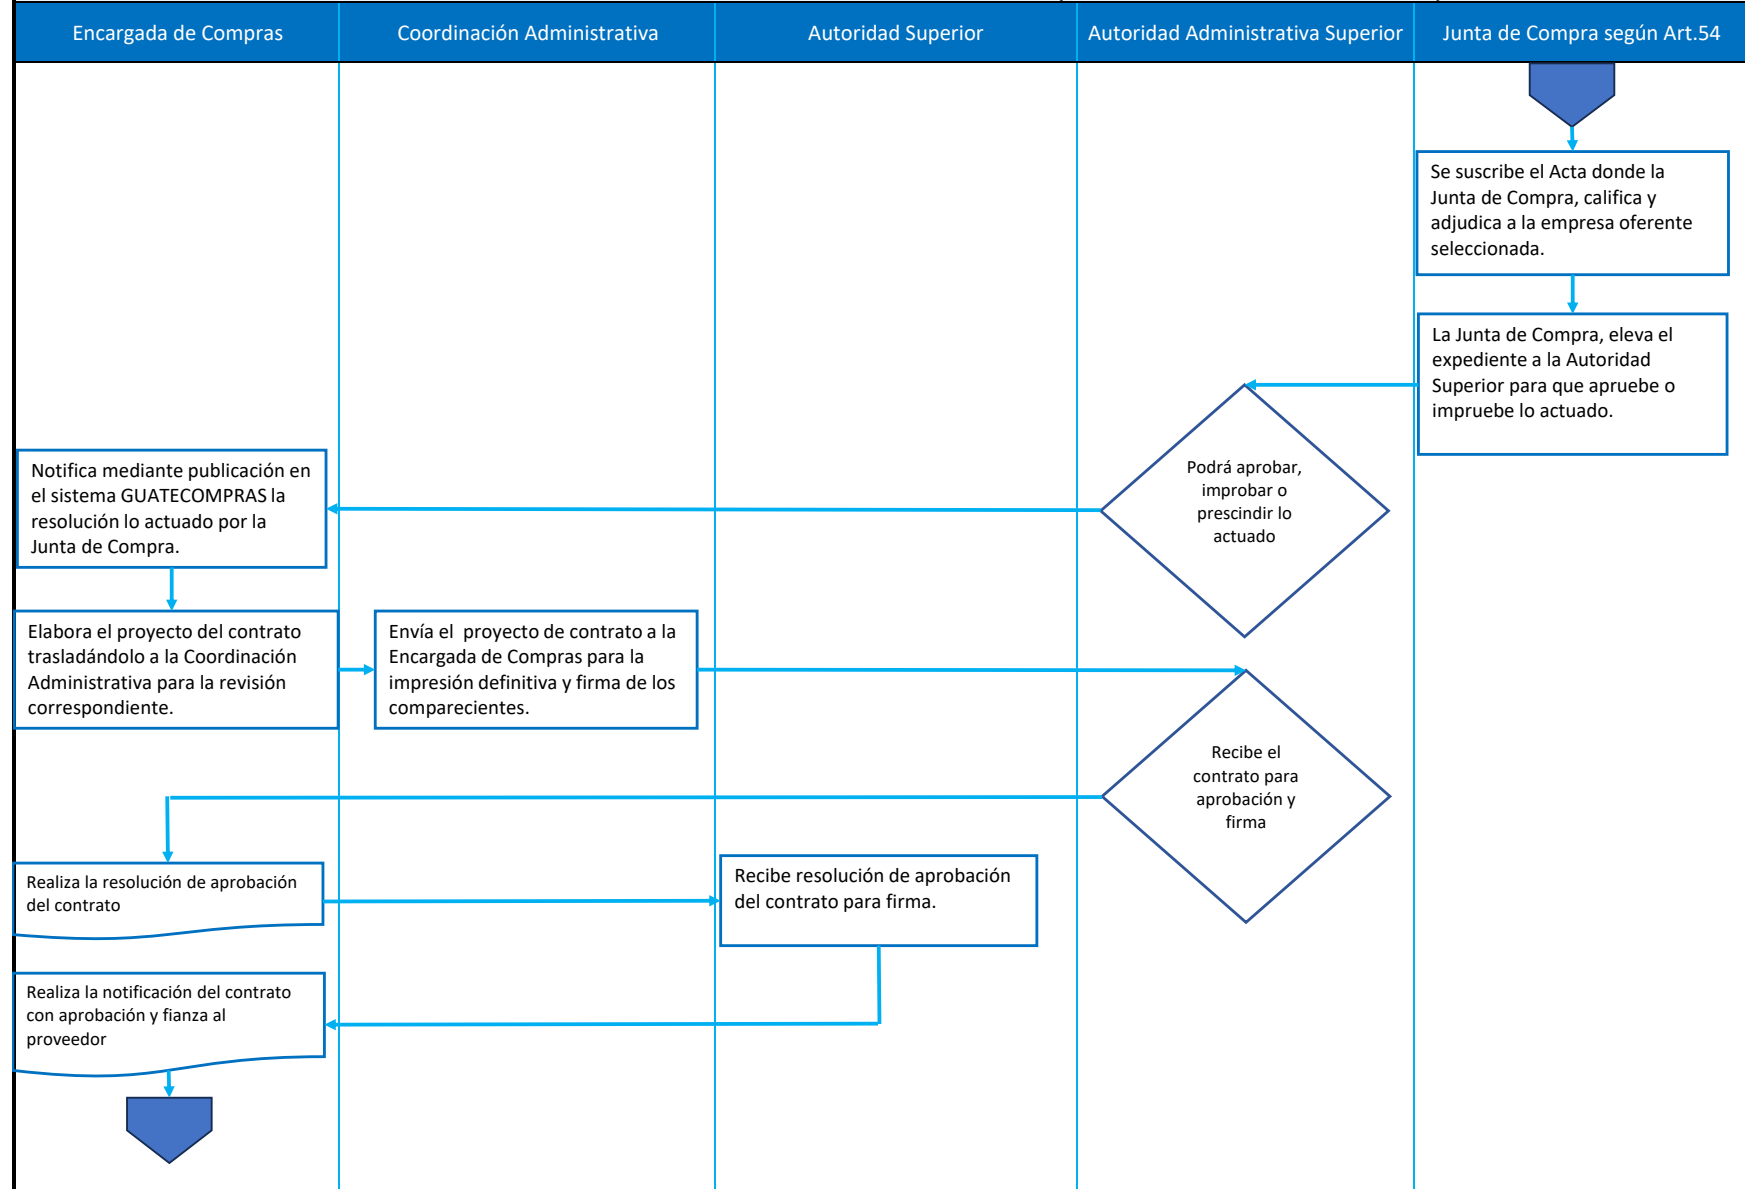 Encargada de Compras
Coordinación Administrativa
Autoridad Superior
Autoridad Administrativa Superior
Junta de Compra según Art.54
Se suscribe el Acta donde la
Junta de Compra, califica y
adjudica a la empresa oferente
seleccionada.
La Junta de Compra, eleva el
expediente a la Autoridad
Superior para que apruebe o
impruebe lo actuado.
Podrá aprobar,
improbar o
prescindir lo
actuado
Notifica mediante publicación en
el sistema GUATECOMPRAS la
resolución lo actuado por la
Junta de Compra.
Elabora el proyecto del contrato
trasladándolo a la Coordinación
Administrativa para la revisión
correspondiente.
Envía el  proyecto de contrato a la
Encargada de Compras para la
impresión definitiva y firma de los
comparecientes.
Recibe el
contrato para
aprobación y
firma
Realiza la resolución de aprobación
del contrato
Recibe resolución de aprobación
del contrato para firma.
Realiza la notificación del contrato
con aprobación y fianza al
proveedor